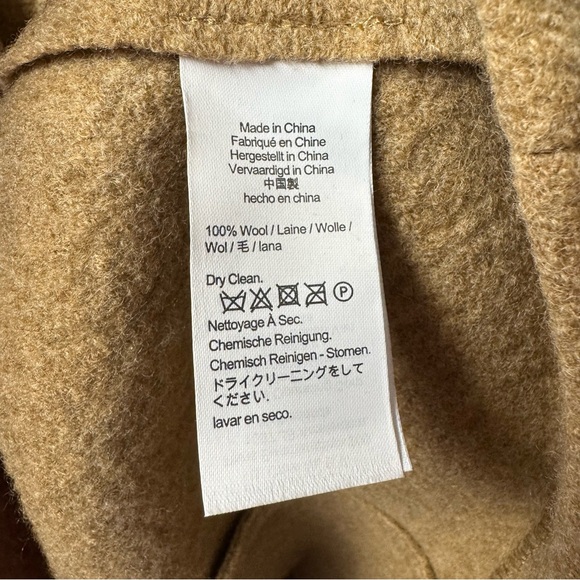 Made in China
Fabriqué en Chine
Hergestellt in China
Vervaardigd in China
中国製
hecho en china
100% Wool / Laine / Wolle /
Wol / 毛 / lana
Dry Clean.
P
Nettoyage À Sec.
Chemische Reinigung.
Chemisch Reinigen - Stomen.
ドライクリーニングをして
ください.
lavar en seco.